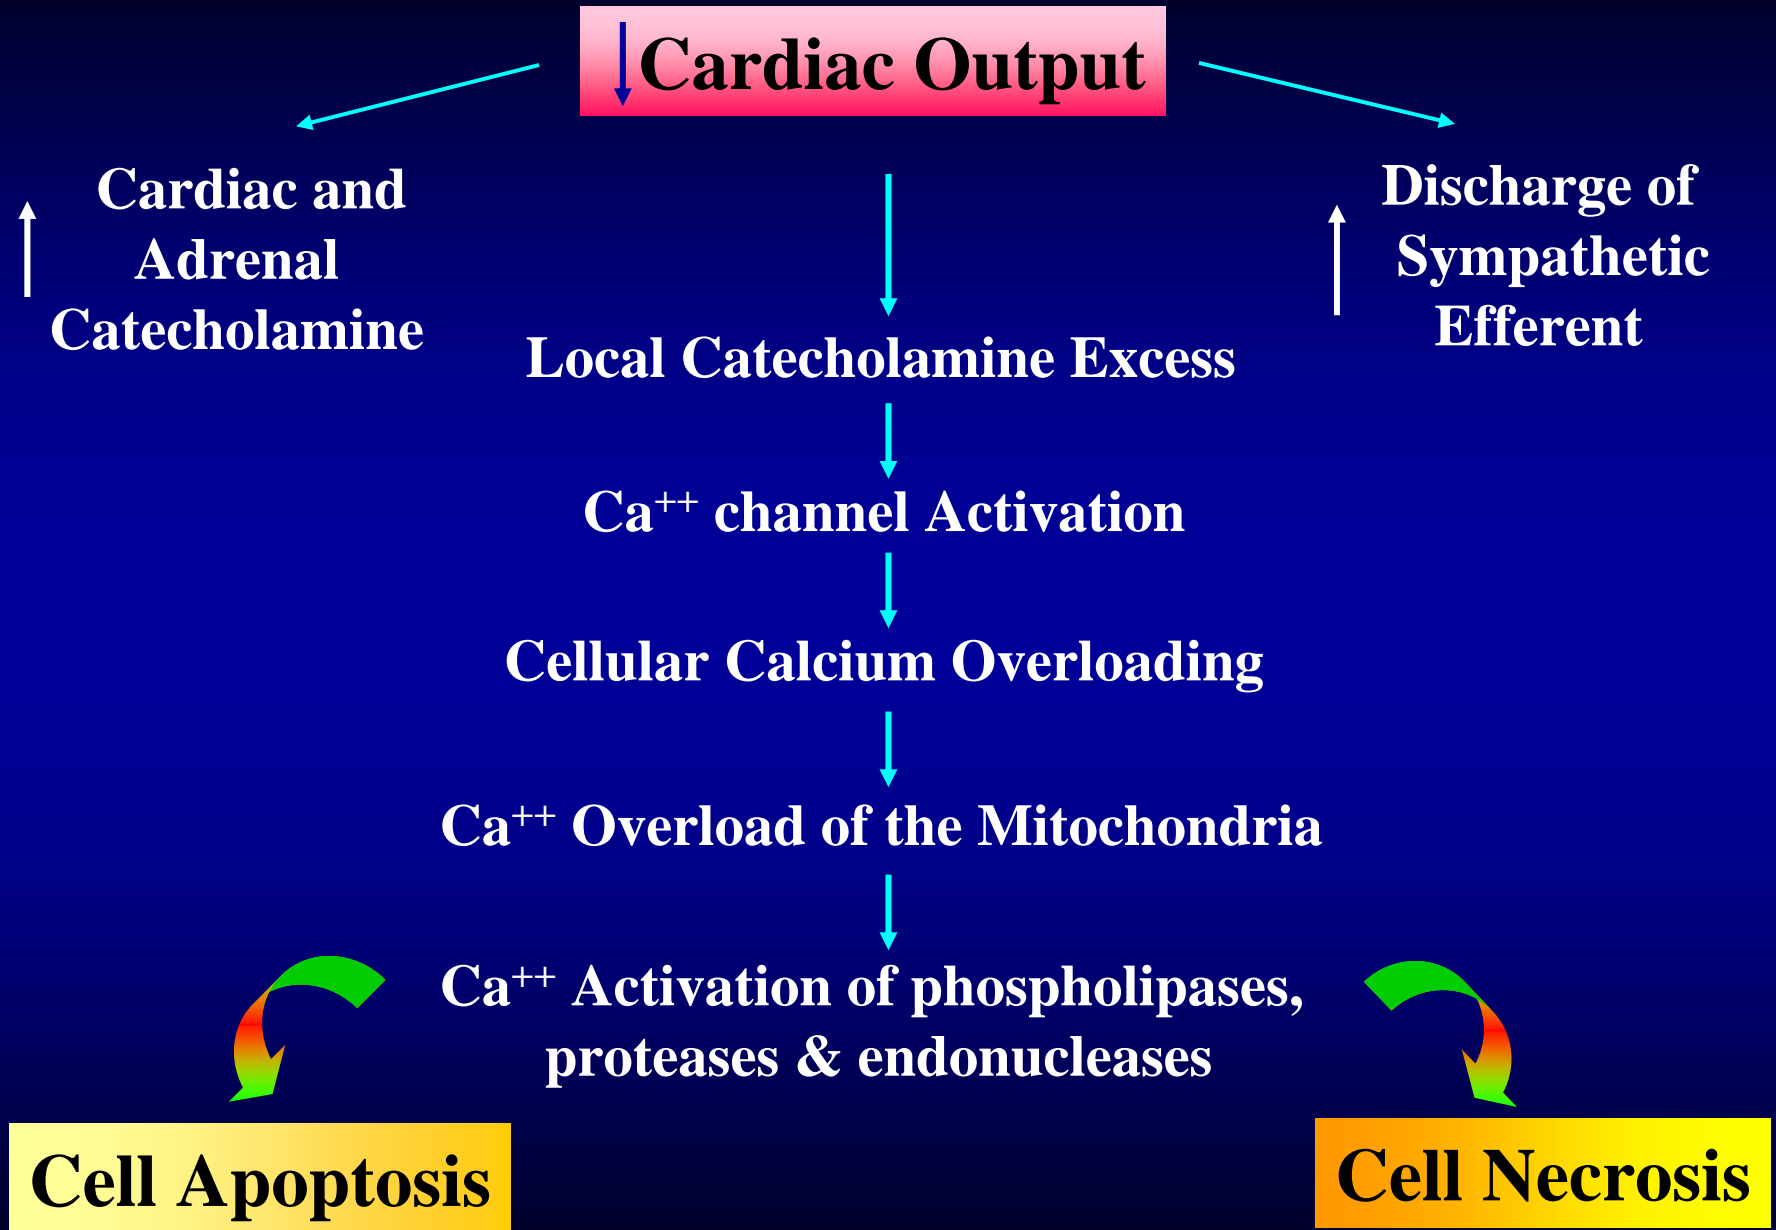 Cardiac Output
Cardiac and
Adrenal
Catecholamine
Discharge of
Sympathetic
Efferent
Local Catecholamine Excess
Ca⁺⁺ channel Activation
Cellular Calcium Overloading
Ca⁺⁺ Overload of the Mitochondria
Ca⁺⁺ Activation of phospholipases,
proteases & endonucleases
Cell Apoptosis
Cell Necrosis